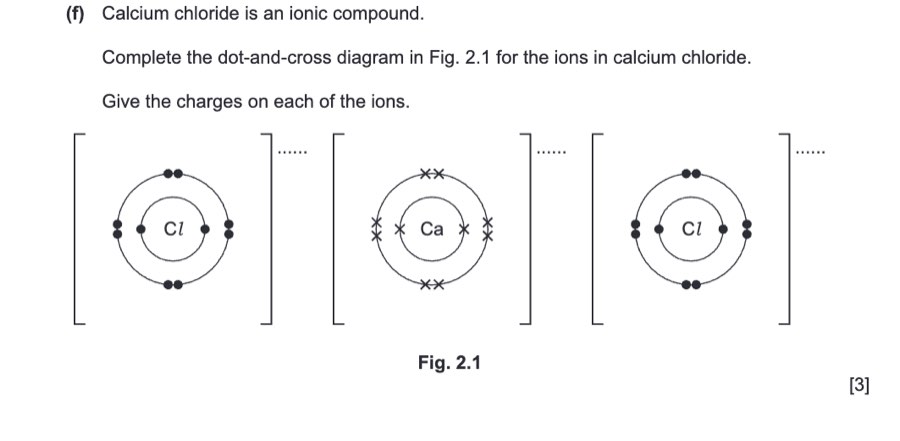 (f) Calcium chloride is an ionic compound.
Complete the dot-and-cross diagram in Fig. 2.1 for the ions in calcium chloride.
Give the charges on each of the ions.
...... ...... ......
Cl Ca Cl
Fig. 2.1
[3]